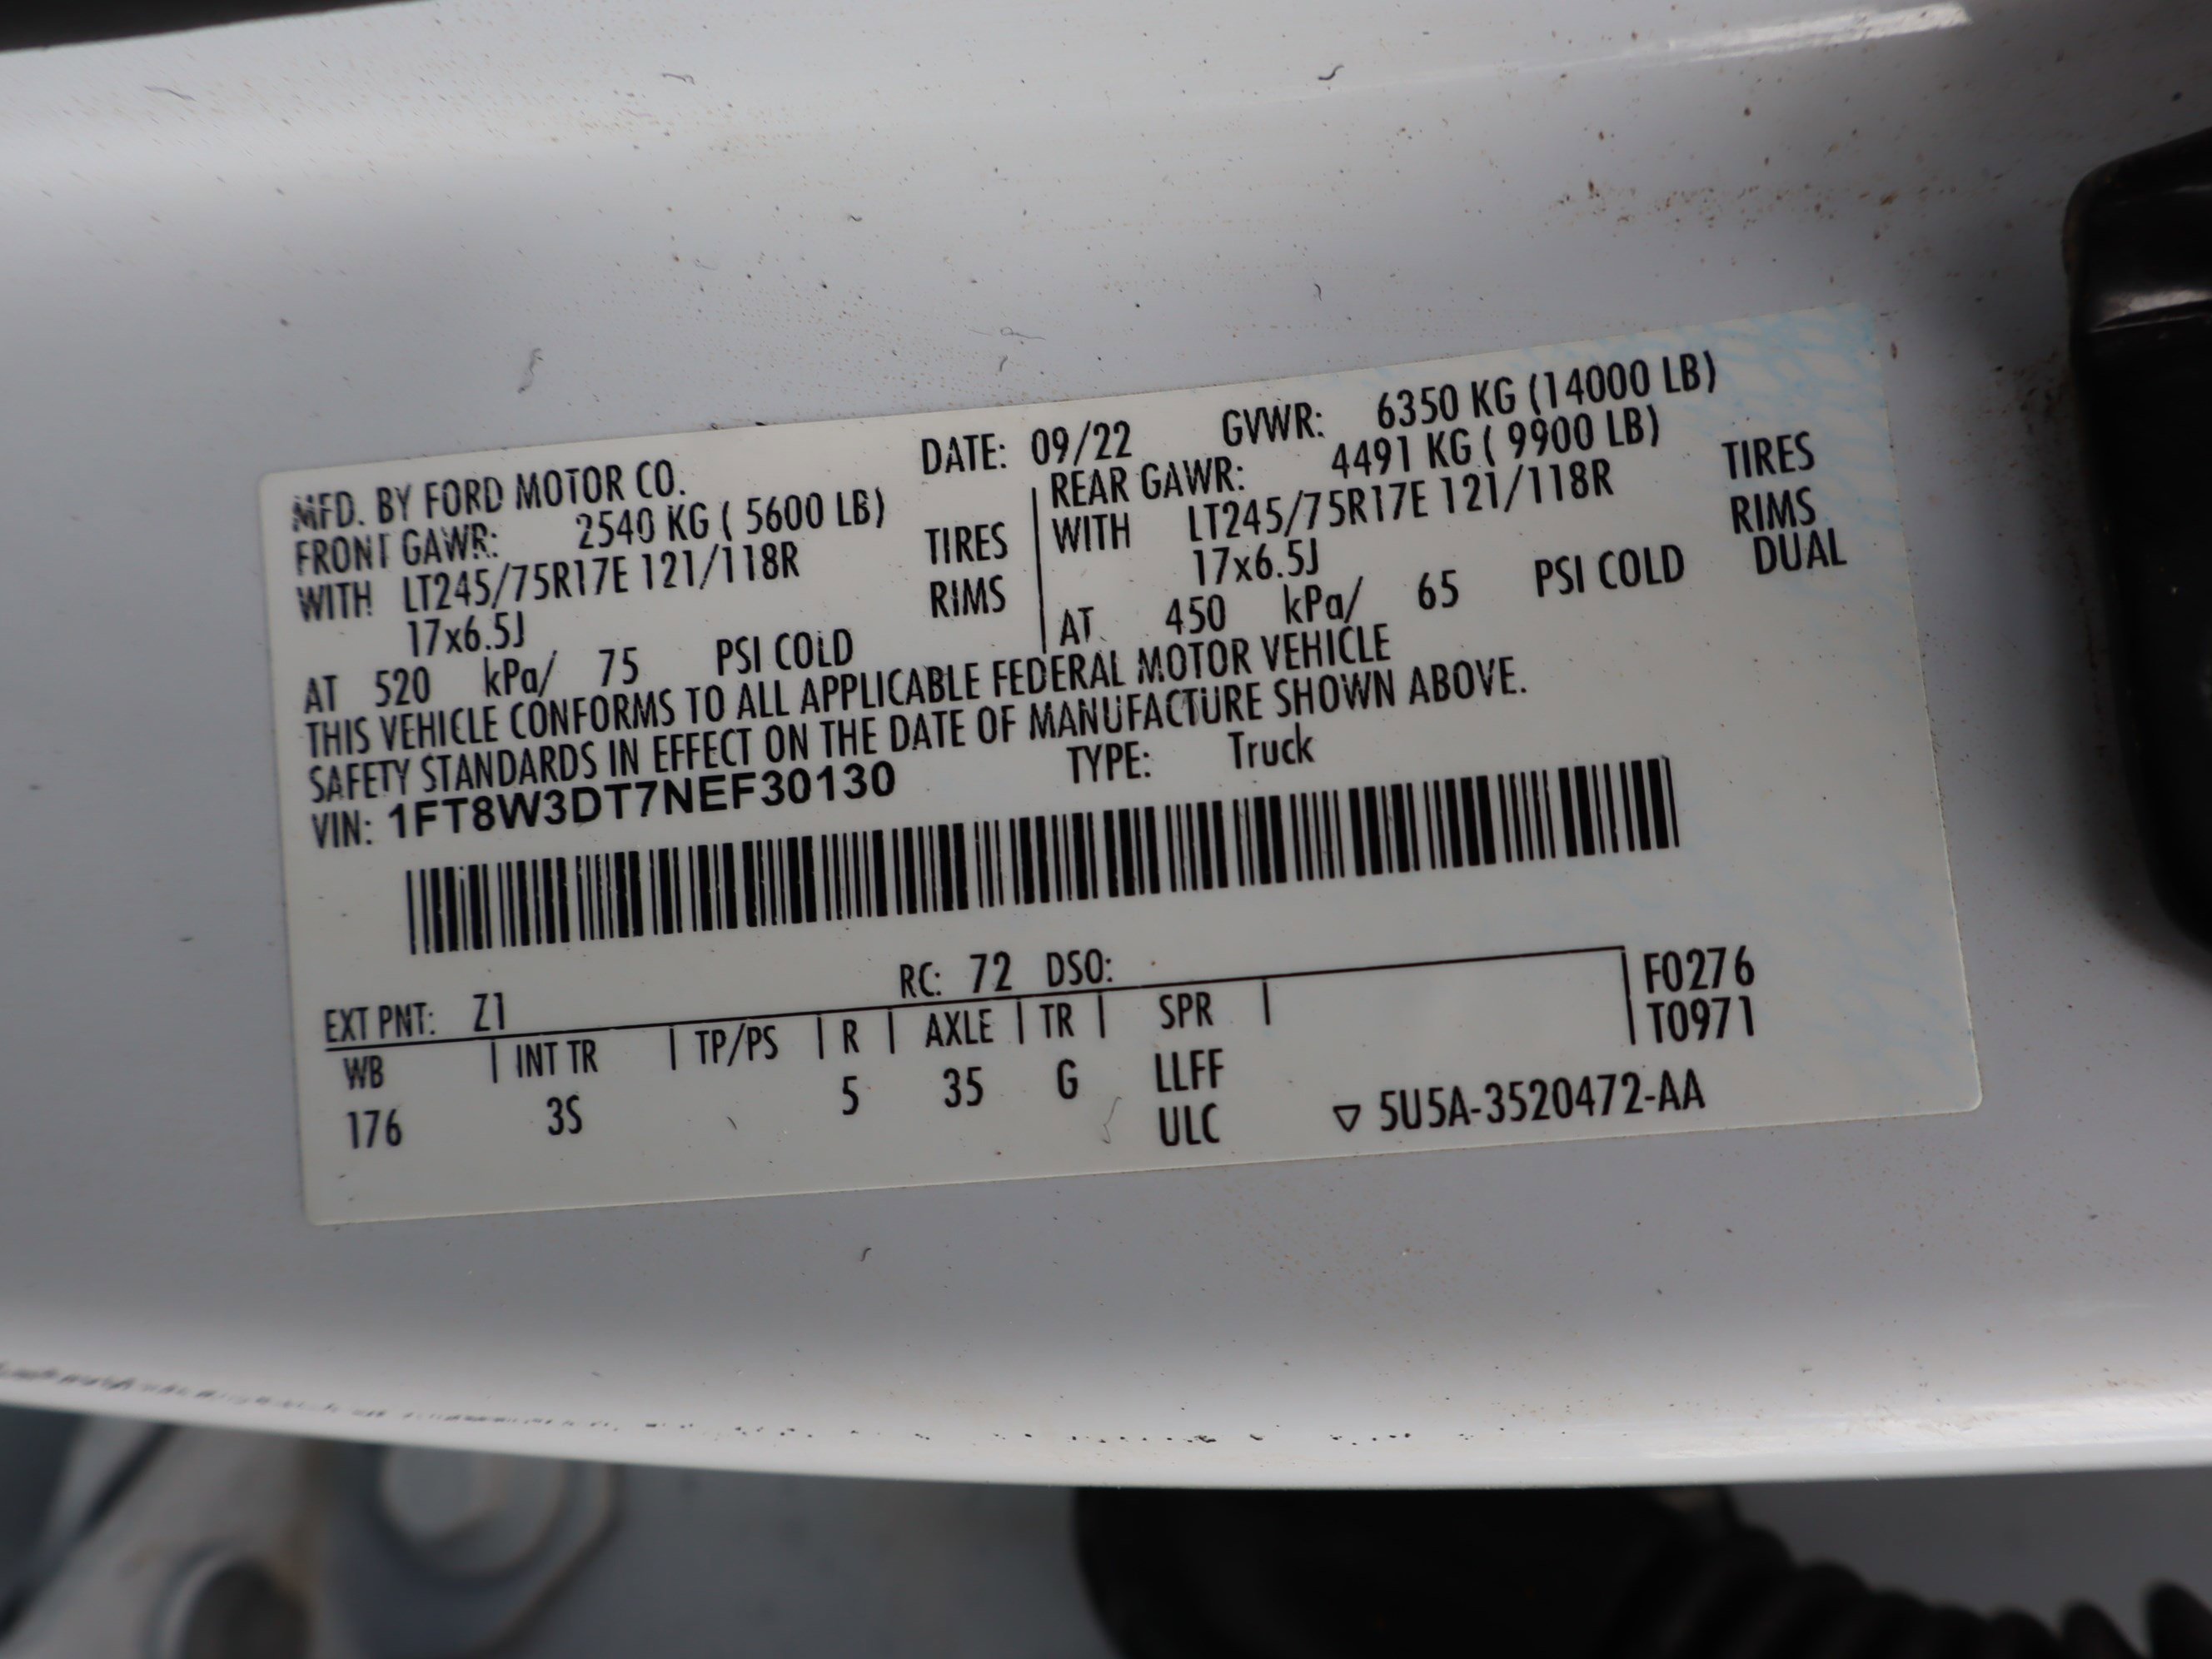 MFD. BY FORD MOTOR CO. DATE: 09/22 GVWR: 6350 KG (14000 LB)
FRONT GAWR: 2540 KG ( 5600 LB)
WITH LT245/75R17E 121/118R TIRES
17x6.5J RIMS
AT 520 kPa/ 75 PSI COLD
REAR GAWR: 4491 KG ( 9900 LB)
WITH LT245/75R17E 121/118R TIRES
17x6.5J RIMS
AT 450 kPa/ 65 PSI COLD DUAL
THIS VEHICLE CONFORMS TO ALL APPLICABLE FEDERAL MOTOR VEHICLE
SAFETY STANDARDS IN EFFECT ON THE DATE OF MANUFACTURE SHOWN ABOVE.
VIN: 1FT8W3DT7NEF30130 TYPE: Truck
EXT PNT: Z1 RC: 72 DSO:
WB | INT TR | TP/PS | R | AXLE | TR | SPR |
176 3S 5 35 G LLFF
ULC
F0276
T0971
▽ 5U5A-3520472-AA